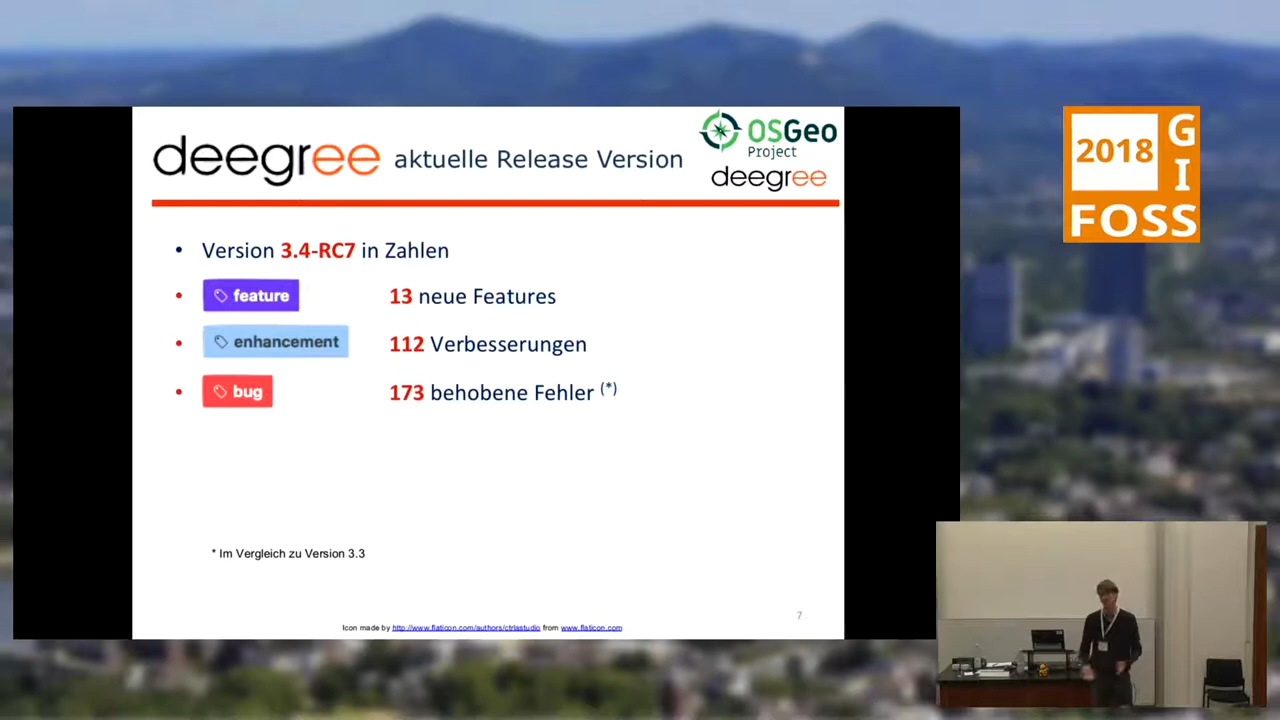 deegree aktuelle Release Version
OSGeo
Project
deegree
• Version 3.4-RC7 in Zahlen
• feature 13 neue Features
• enhancement 112 Verbesserungen
• bug 173 behobene Fehler (*)
* Im Vergleich zu Version 3.3
7
Icon made by http://www.flaticon.com/authors/ctrlastudio from www.flaticon.com
2018
GI
FOSS